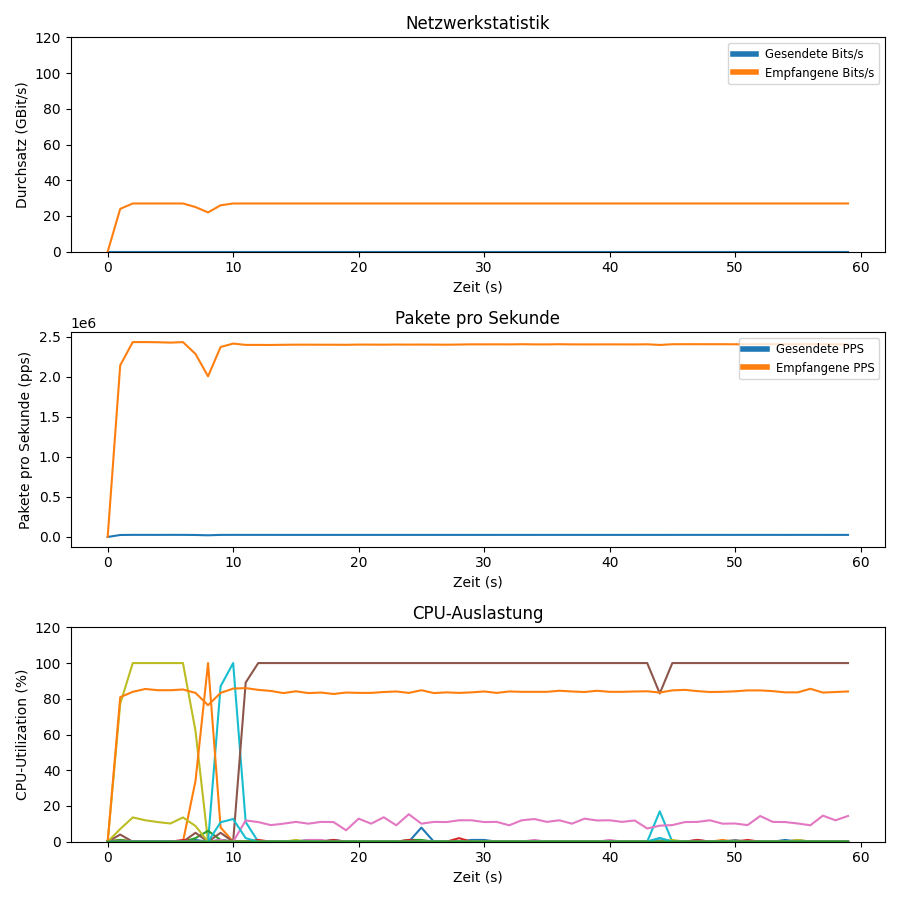 Netzwerkstatistik
120
100
80
60
40
20
0
Durchsatz (GBit/s)
Gesendete Bits/s
Empfangene Bits/s
0 10 20 30 40 50 60
Zeit (s)
Pakete pro Sekunde
1e6
2.5
2.0
1.5
1.0
0.5
0.0
Pakete pro Sekunde (pps)
Gesendete PPS
Empfangene PPS
0 10 20 30 40 50 60
Zeit (s)
CPU-Auslastung
120
100
80
60
40
20
0
CPU-Utilization (%)
0 10 20 30 40 50 60
Zeit (s)